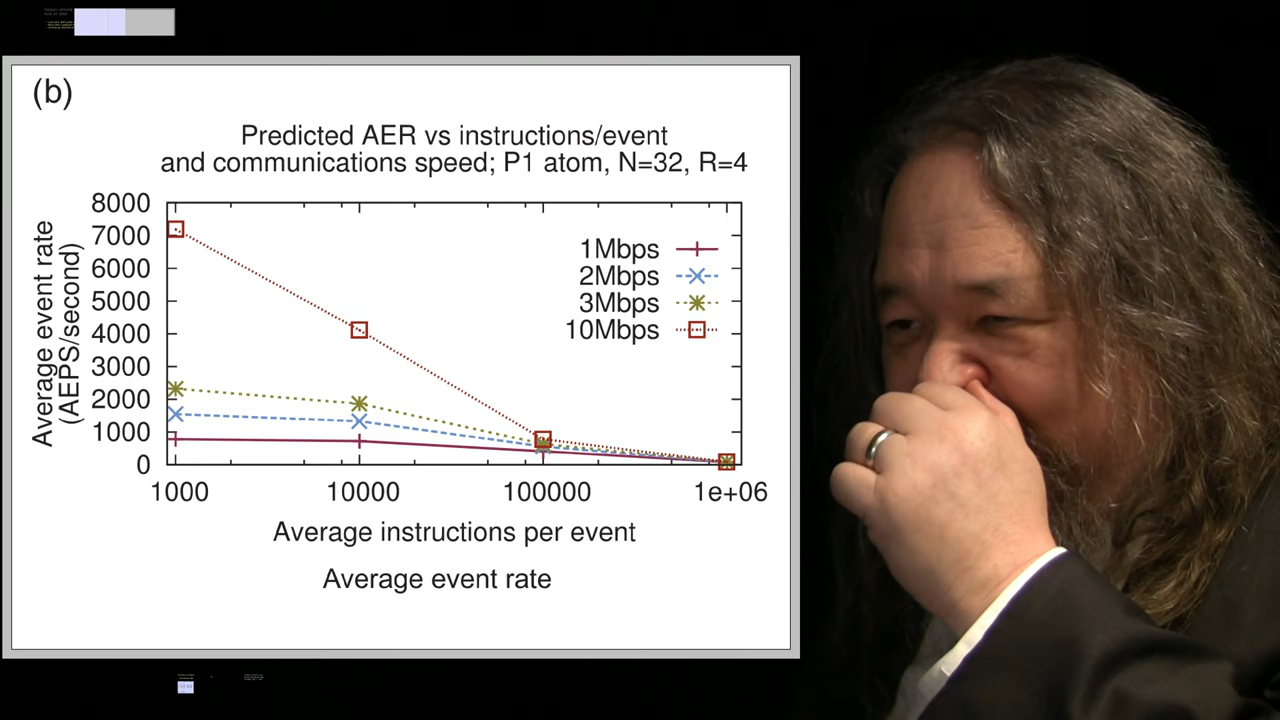 (b)
Predicted AER vs instructions/event
and communications speed; P1 atom, N=32, R=4
Average event rate
(AEPS/second)
8000
7000
6000
5000
4000
3000
2000
1000
0
1Mbps
2Mbps
3Mbps
10Mbps
1000 10000 100000 1e+06
Average instructions per event
Average event rate